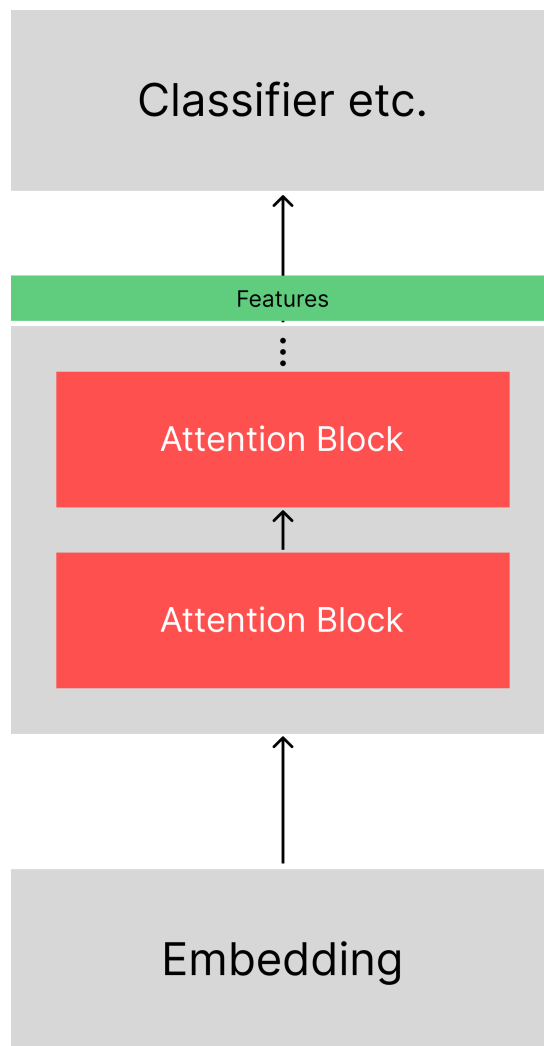 Classifier etc.
Features
Attention Block
Attention Block
Embedding